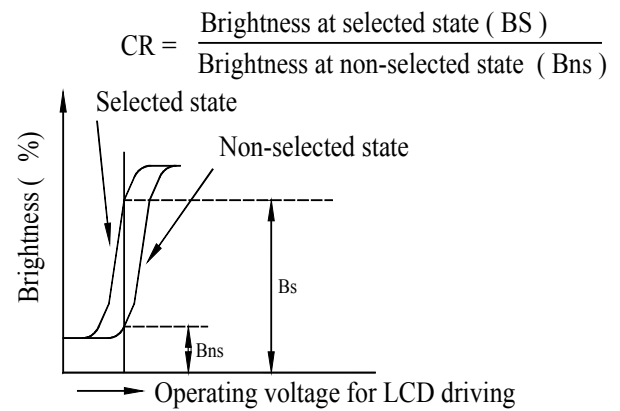 CR = Brightness at selected state ( BS )
Brightness at non-selected state ( Bns )
Selected state
Non-selected state
Brightness ( %)
Bs
Bns
Operating voltage for LCD driving